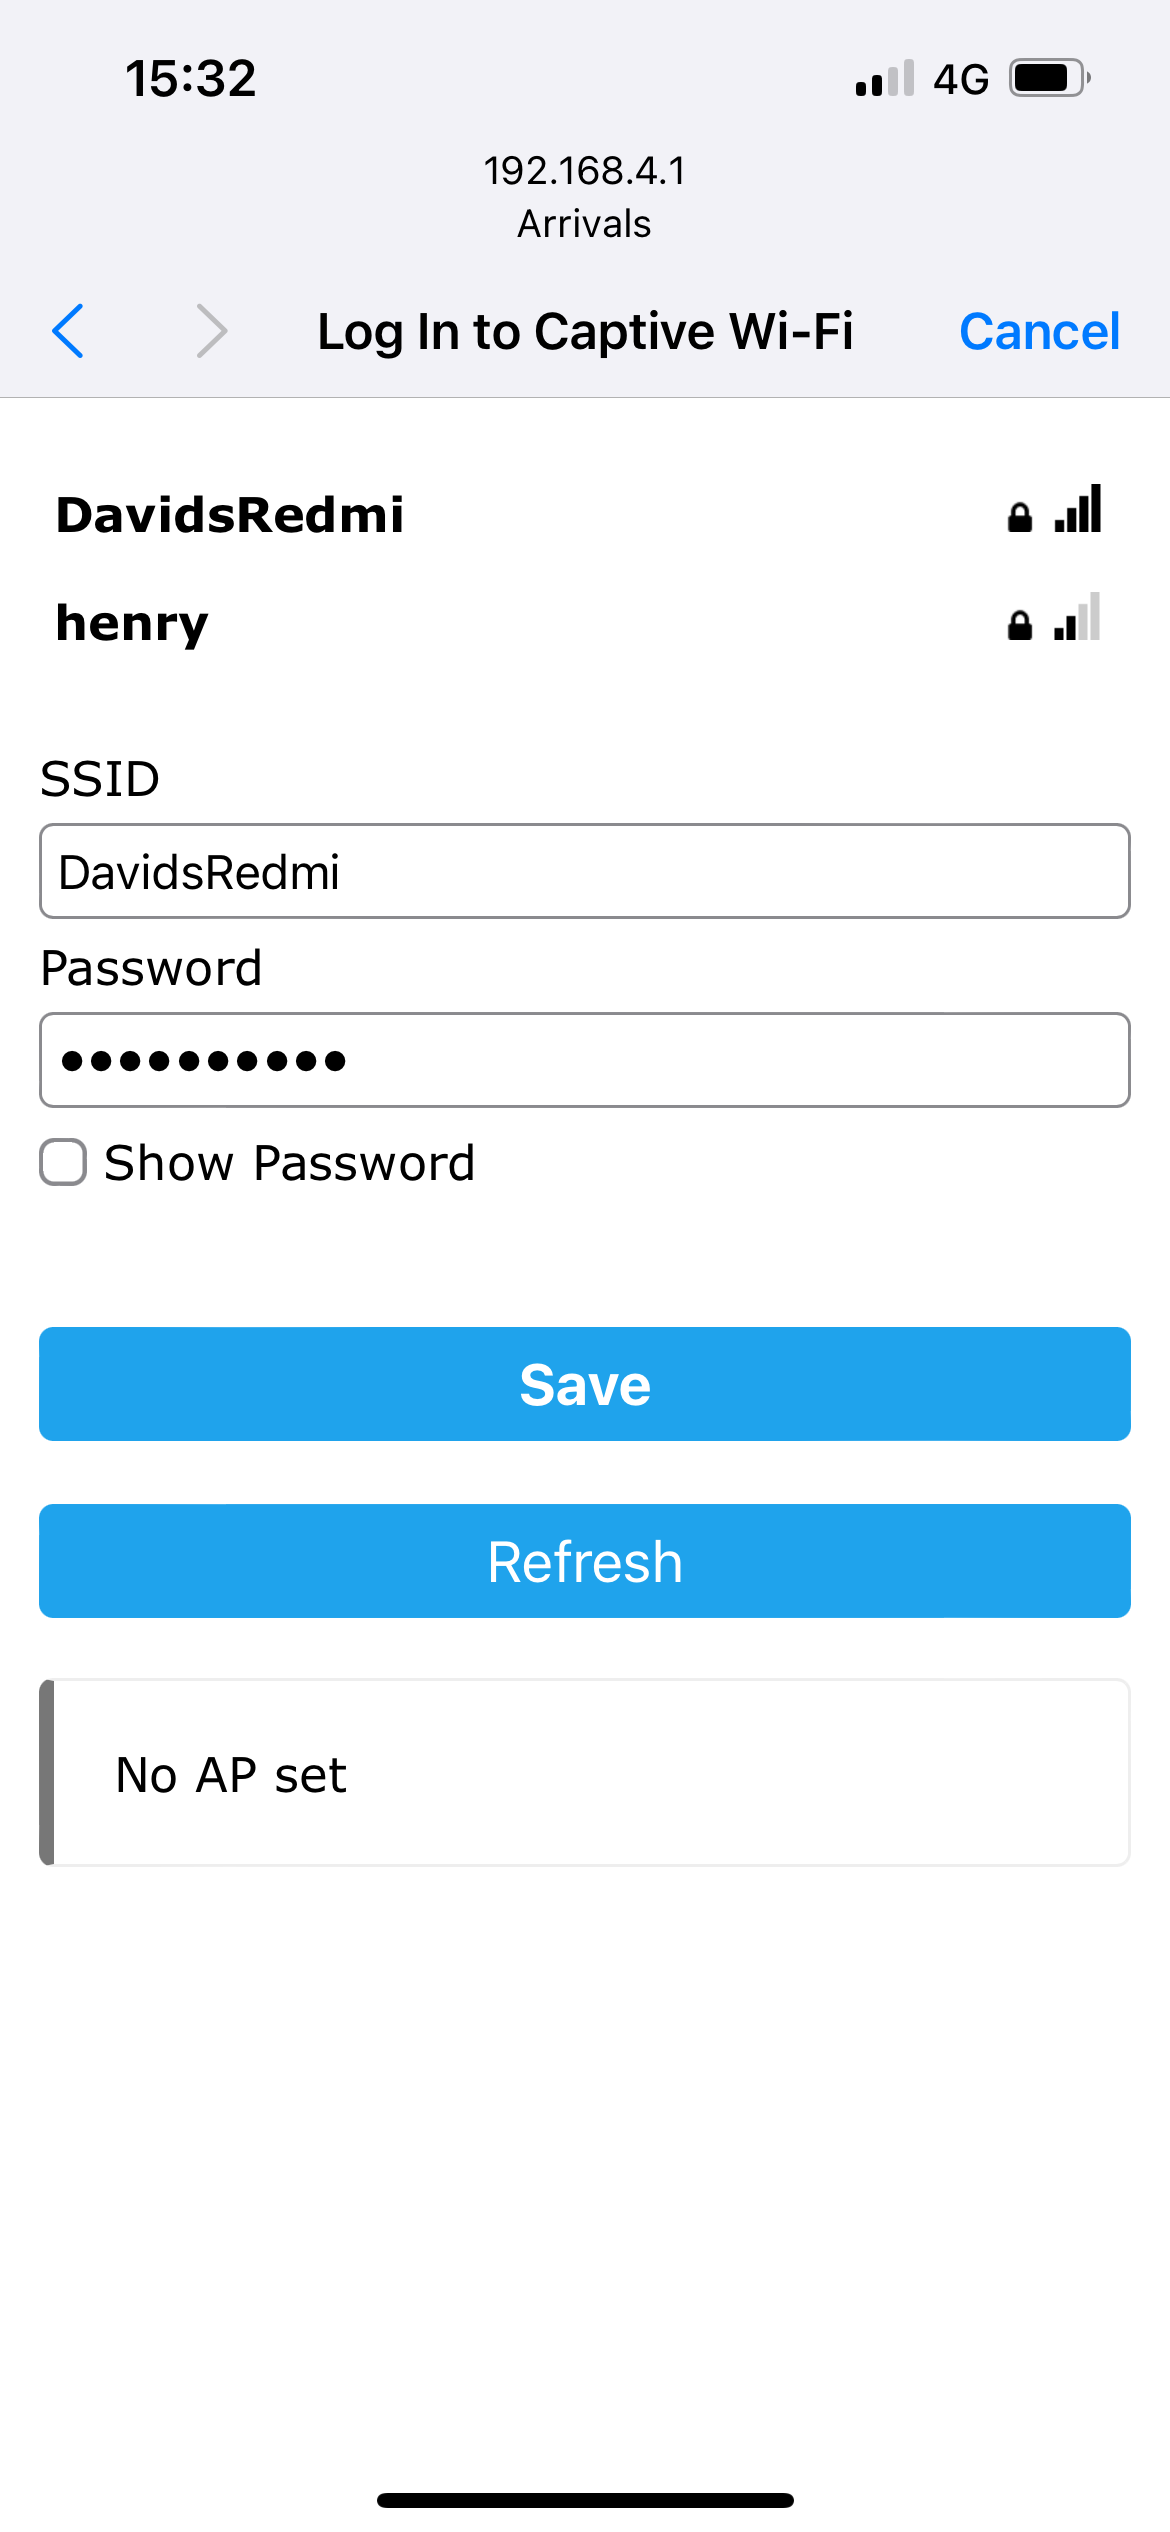 15:32 4G
192.168.4.1
Arrivals
Log In to Captive Wi-Fi Cancel
DavidsRedmi
henry
SSID
DavidsRedmi
Password
••••••••••
Show Password
Save
Refresh
No AP set